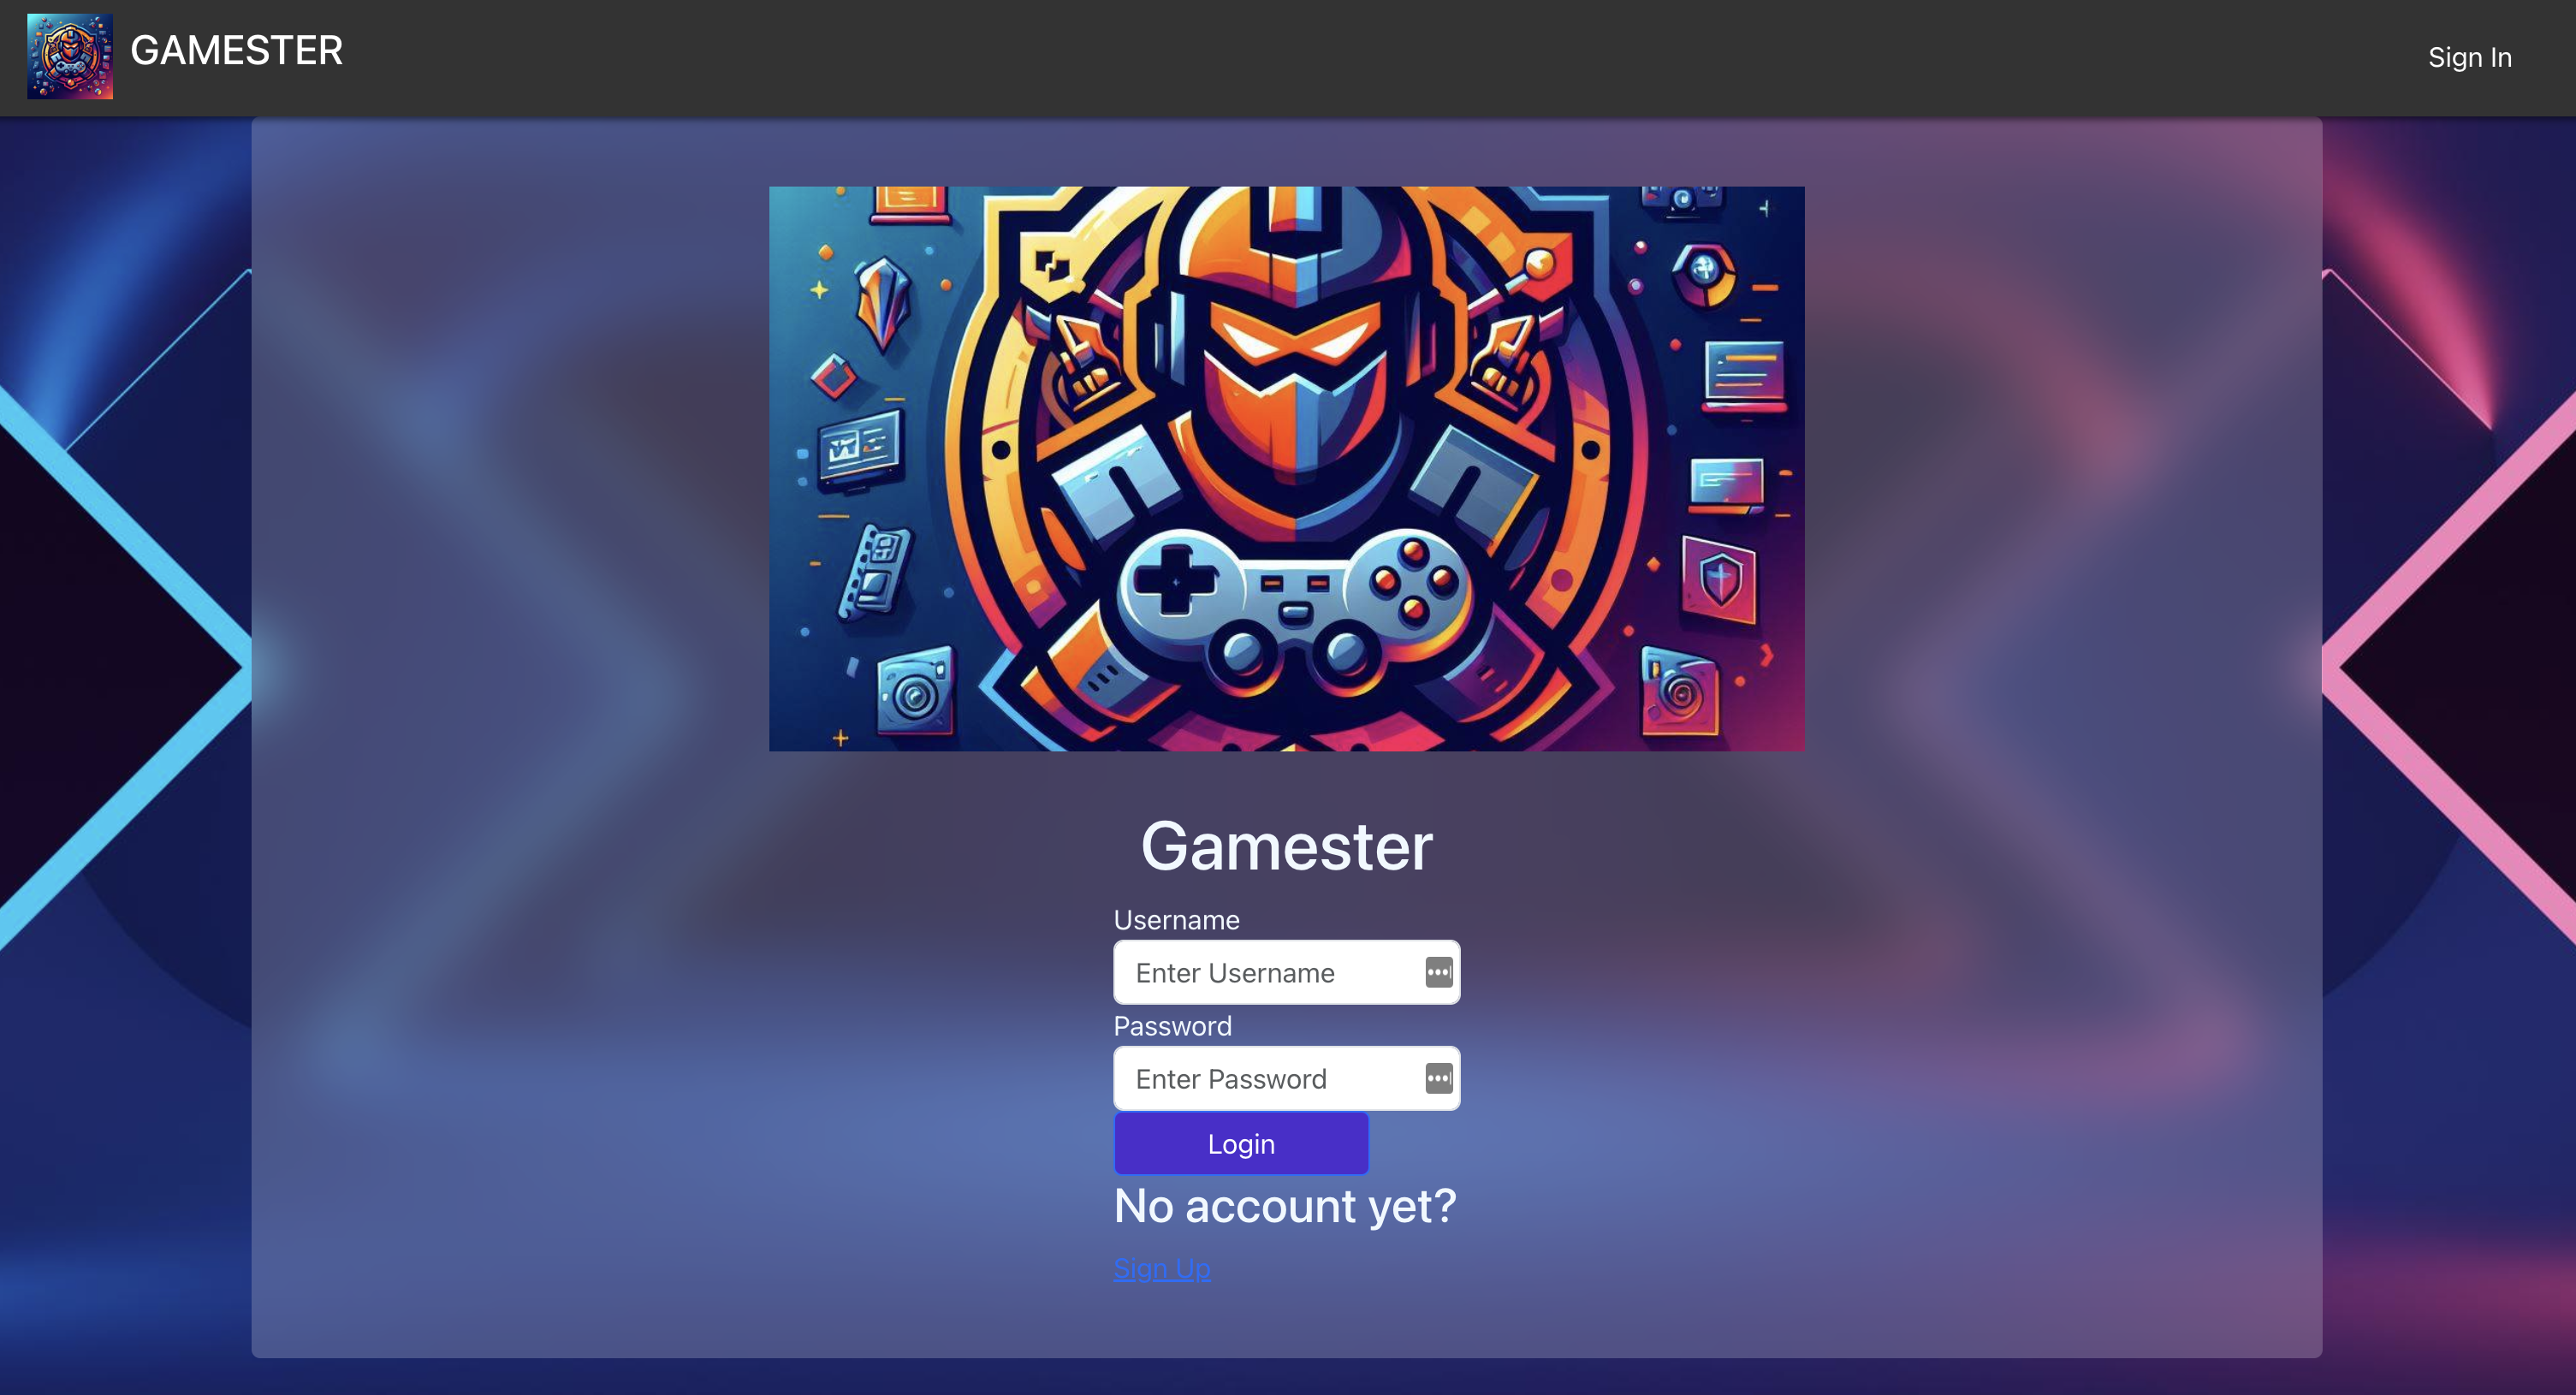 GAMESTER
Sign In
Gamester
Username
Enter Username
Password
Enter Password
Login
No account yet?
Sign Up